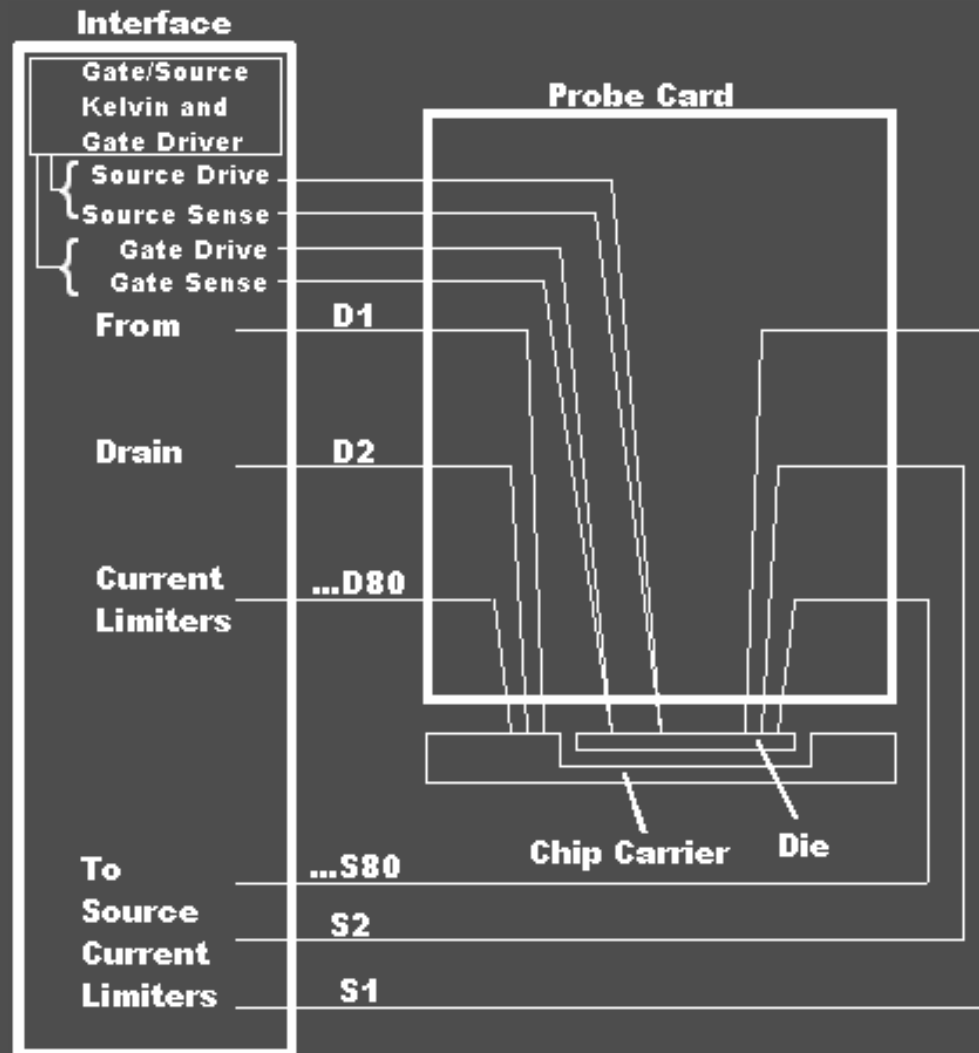 Interface
Gate/Source
Kelvin and
Gate Driver
Source Drive
Source Sense
Gate Drive
Gate Sense
Probe Card
From
D1
Drain
D2
Current
Limiters
...D80
Chip Carrier
Die
To
Source
Current
Limiters
...S80
S2
S1